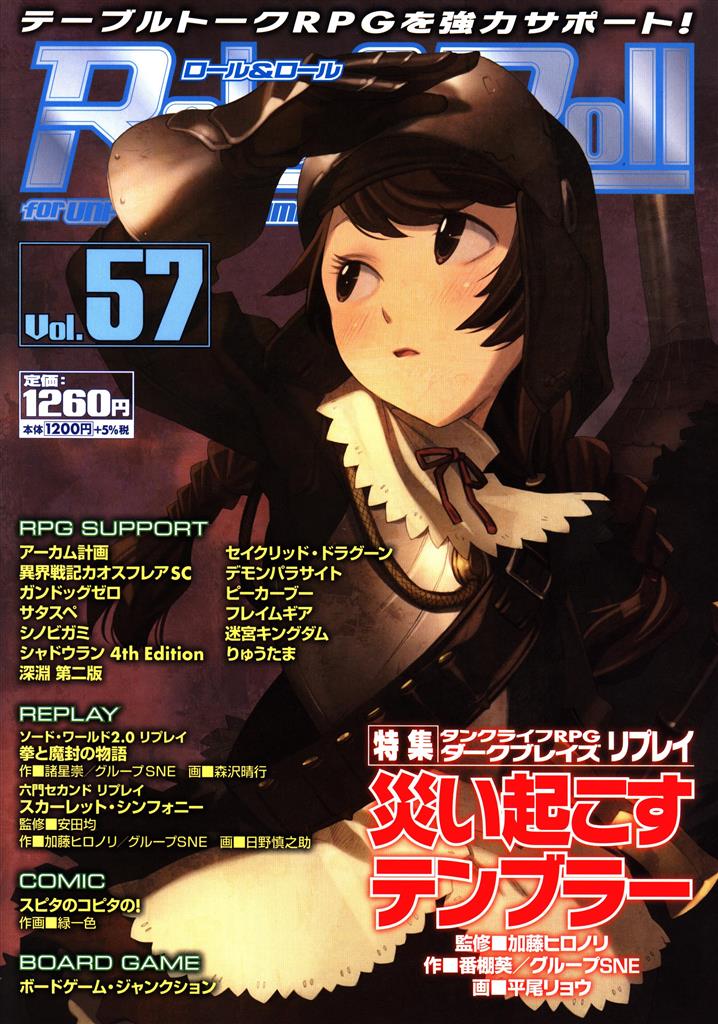 テーブルトークRPGを強力サポート!
ロール&ロール
Roll
for UN
Vol.57
定価:
1260円
本体1200円+5%税
RPG SUPPORT
アーカム計画
異界戦記カオスフレアSC
ガンドッグゼロ
サタスペ
シノビガミ
シャドウラン 4th Edition
深淵 第二版
セイクリッド・ドラグーン
デモンパラサイト
ピーカーブー
フレイムギア
迷宮キングダム
りゅうたま
REPLAY
ソード・ワールド2.0 リプレイ
拳と魔封の物語
作■諸星崇/グループSNE 画■森沢晴行
六門セカンド リプレイ
スカーレット・シンフォニー
監修■安田均
作■加藤ヒロノリ/グループSNE 画■日野慎之助
COMIC
スピタのコピタの!
作画■緑一色
BOARD GAME
ボードゲーム・ジャンクション
特集 タンクライフRPG
ダークブレイズ リプレイ
災い起こす
テンブラー
監修■加藤ヒロノリ
作■番棚葵/グループSNE
画■平尾リョウ